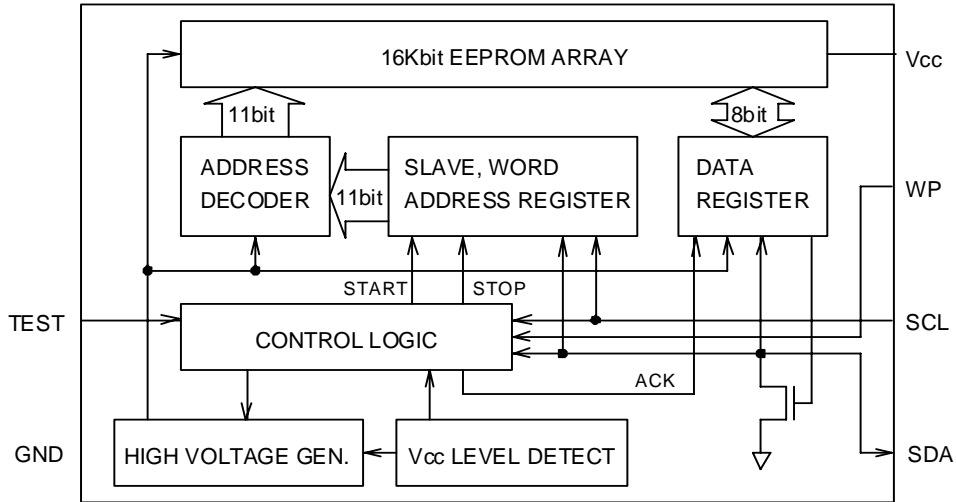 16Kbit EEPROM ARRAY
Vcc
11bit
8bit
ADDRESS
DECODER
11bit
SLAVE, WORD
ADDRESS REGISTER
DATA
REGISTER
WP
START
STOP
TEST
CONTROL LOGIC
SCL
ACK
GND
HIGH VOLTAGE GEN.
Vcc LEVEL DETECT
SDA